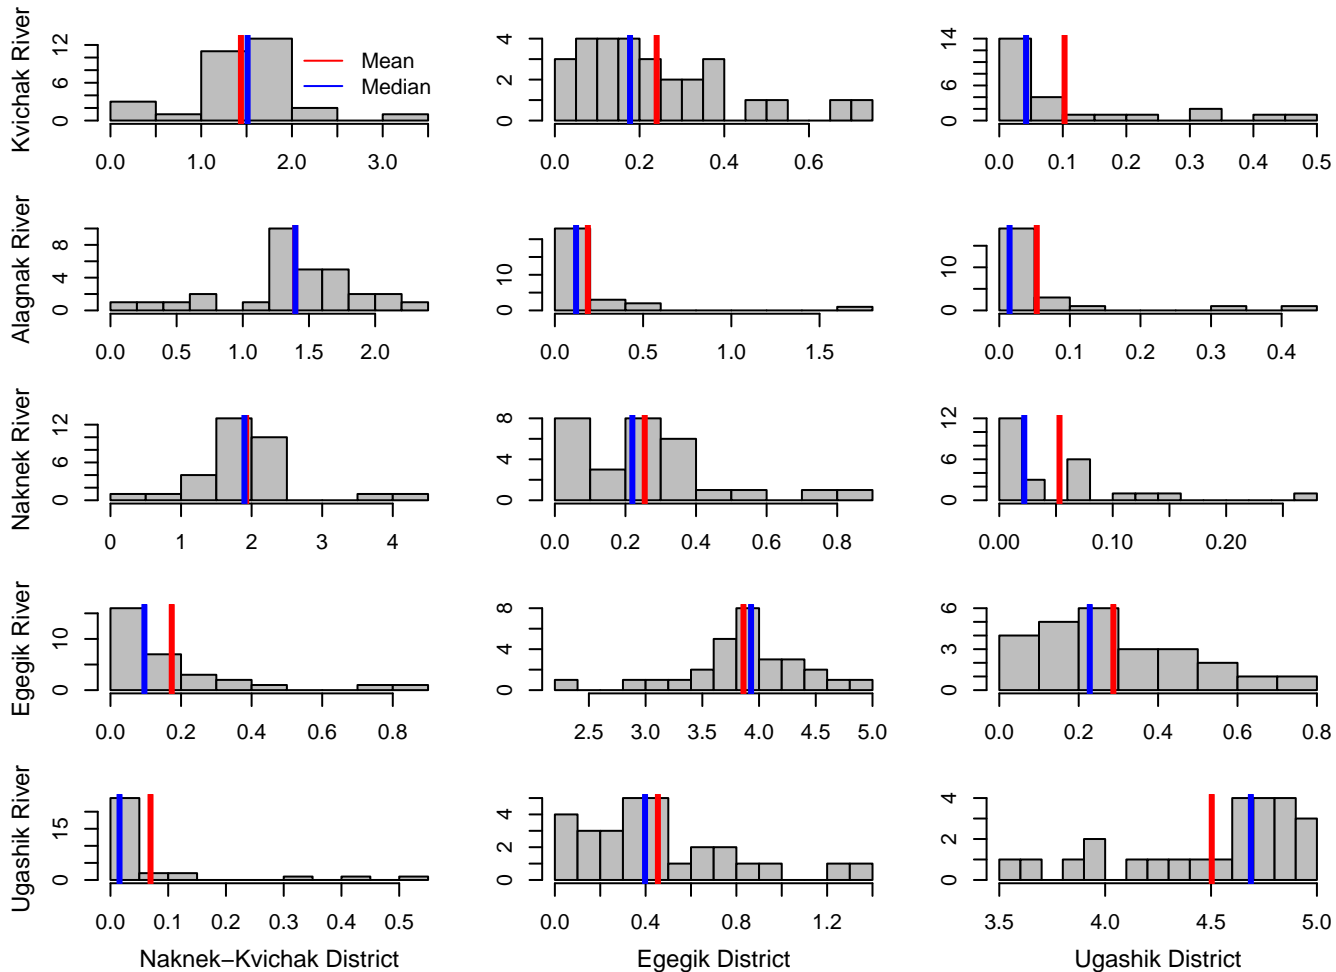 Kvichak River
12
6
0
Mean
Median
0.0 1.0 2.0 3.0
4
2
0
0.0 0.2 0.4 0.6
14
6
0
0.0 0.1 0.2 0.3 0.4 0.5
Alagnak River
8
4
0
0.0 0.5 1.0 1.5 2.0
10
0
0.0 0.5 1.0 1.5
10
0
0.0 0.1 0.2 0.3 0.4
Naknek River
12
6
0
0 1 2 3 4
8
4
0
0.0 0.2 0.4 0.6 0.8
12
6
0
0.00 0.10 0.20
Egegik River
10
0
0.0 0.2 0.4 0.6 0.8
8
4
0
2.5 3.0 3.5 4.0 4.5 5.0
6
3
0
0.0 0.2 0.4 0.6 0.8
Ugashik River
15
0
0.0 0.1 0.2 0.3 0.4 0.5
4
2
0
0.0 0.4 0.8 1.2
4
2
0
3.5 4.0 4.5 5.0
Naknek−Kvichak District
Egegik District
Ugashik District